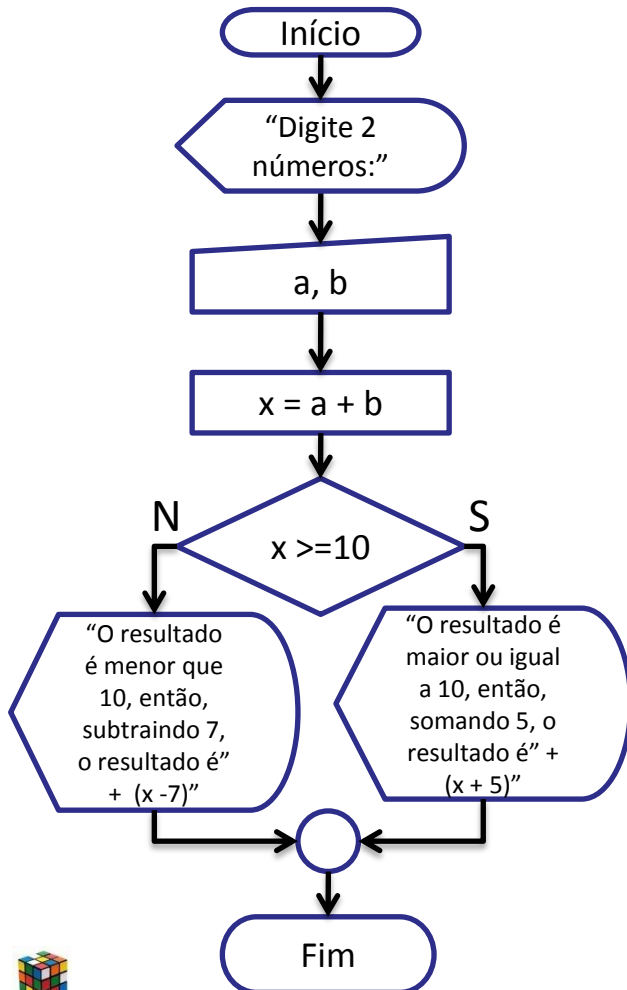 Início
“Digite 2
números:”
a, b
x = a + b
N
S
x >=10
“O resultado
é menor que
10, então,
subtraindo 7,
o resultado é”
+ (x -7)”
“O resultado é
maior ou igual
a 10, então,
somando 5, o
resultado é” +
(x + 5)”
Fim